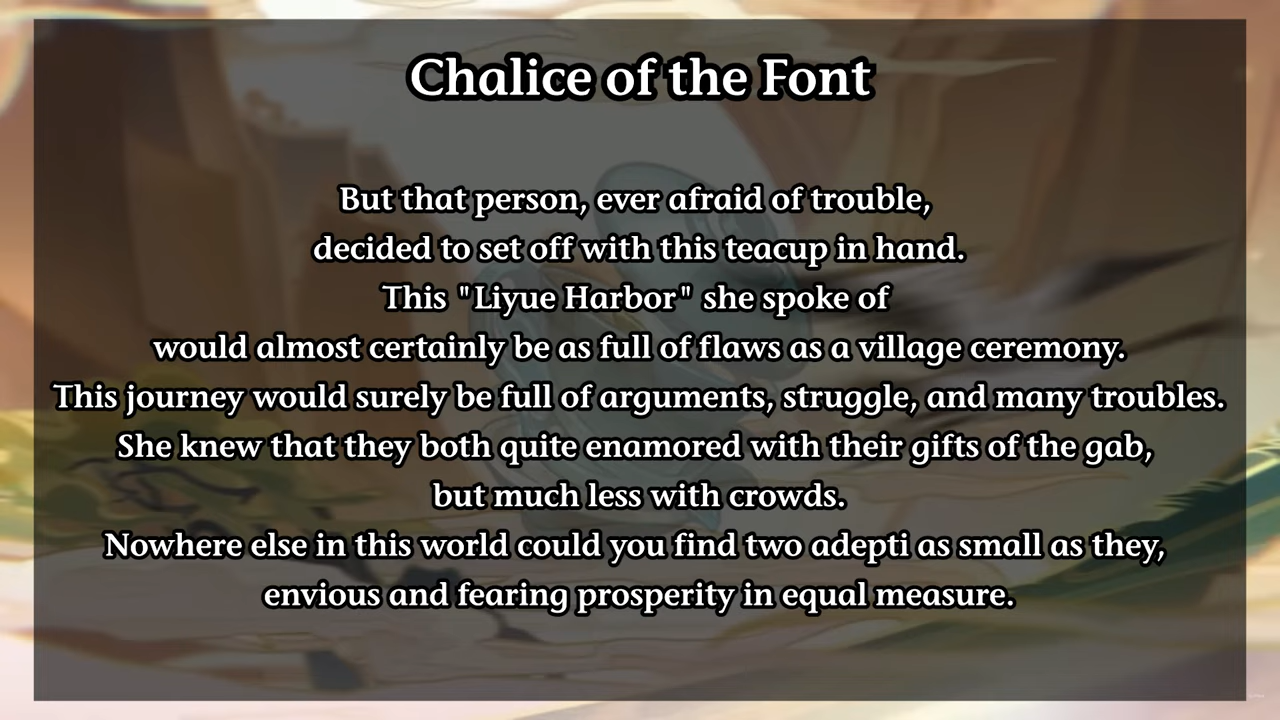 Chalice of the Font
But that person, ever afraid of trouble,
decided to set off with this teacup in hand.
This "Liyue Harbor" she spoke of
would almost certainly be as full of flaws as a village ceremony.
This journey would surely be full of arguments, struggle, and many troubles.
She knew that they both quite enamored with their gifts of the gab,
but much less with crowds.
Nowhere else in this world could you find two adepti as small as they,
envious and fearing prosperity in equal measure.